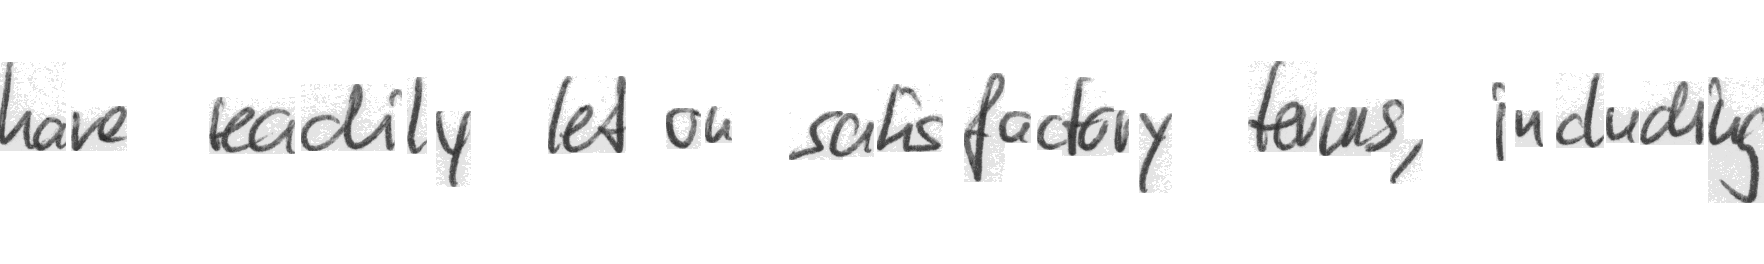 have readily let on satisfactory terms, including